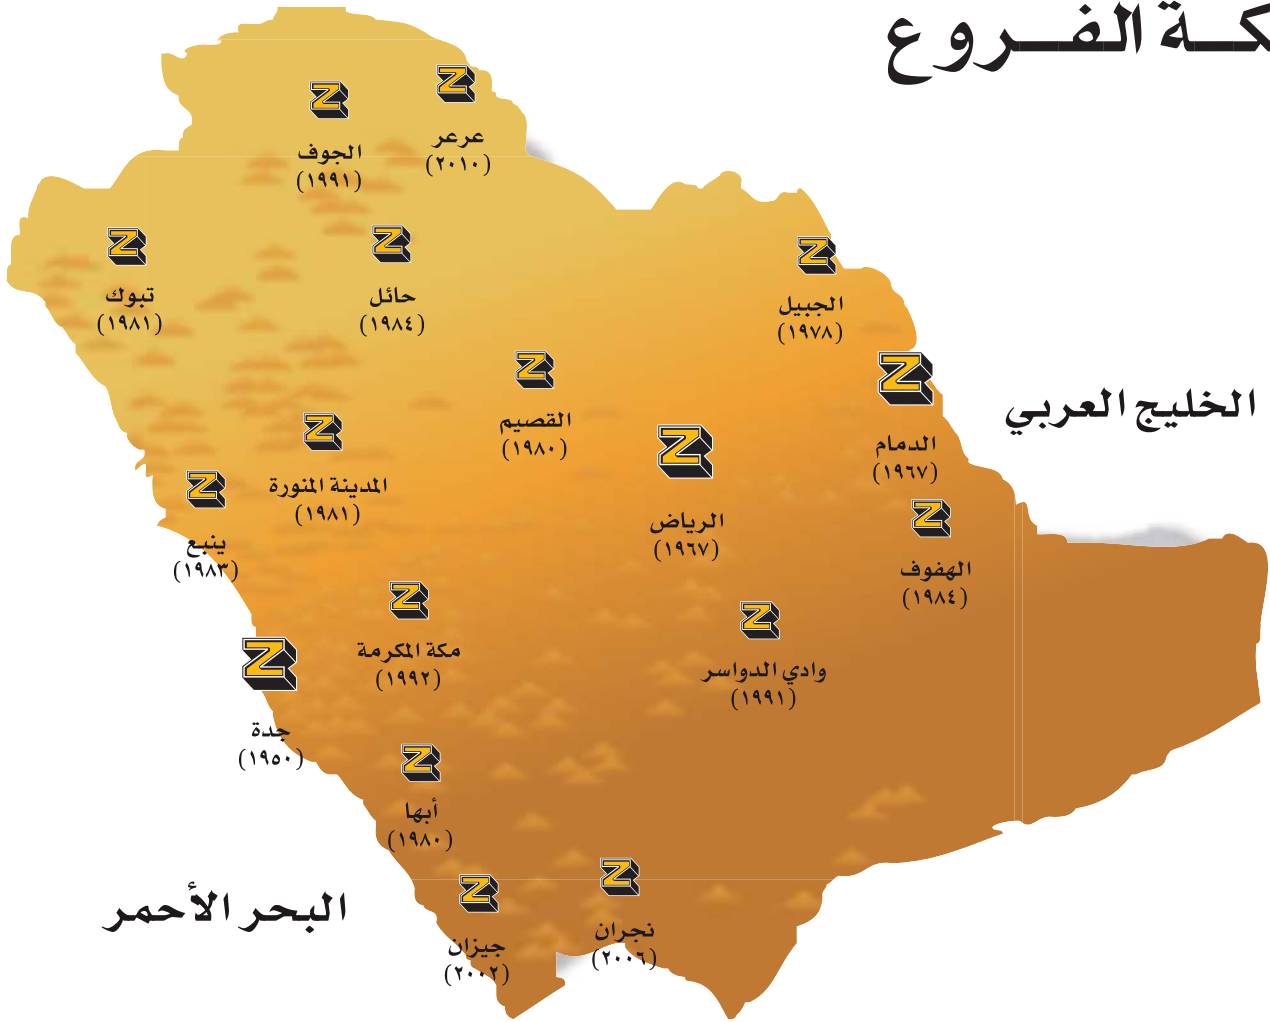 ـكـــة الفـــروع
عرعر
(٢٠١٠)
الجوف
(١٩٩١)
تبوك
(١٩٨١)
حائل
(١٩٨٤)
الجبيل
(١٩٧٨)
القصيم
(١٩٨٠)
الدمام
(١٩٦٧)
الخليج العربي
المدينة المنورة
(١٩٨١)
الرياض
(١٩٦٧)
ينبع
(١٩٨٣)
الهفوف
(١٩٨٤)
مكة المكرمة
(١٩٩٢)
وادي الدواسر
(١٩٩١)
جدة
(١٩٥٠)
أبها
(١٩٨٠)
البحر الأحمر
نجران
(٢٠٠٦)
جيزان
(٢٠٠٢)